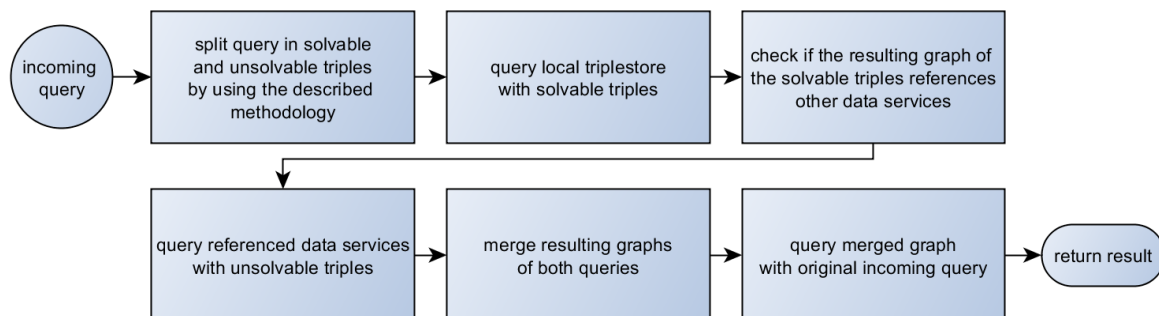 incoming
query
split query in solvable
and unsolvable triples
by using the described
methodology
query local triplestore
with solvable triples
check if the resulting graph of
the solvable triples references
other data services
query referenced data services
with unsolvable triples
merge resulting graphs
of both queries
query merged graph
with original incoming query
return result